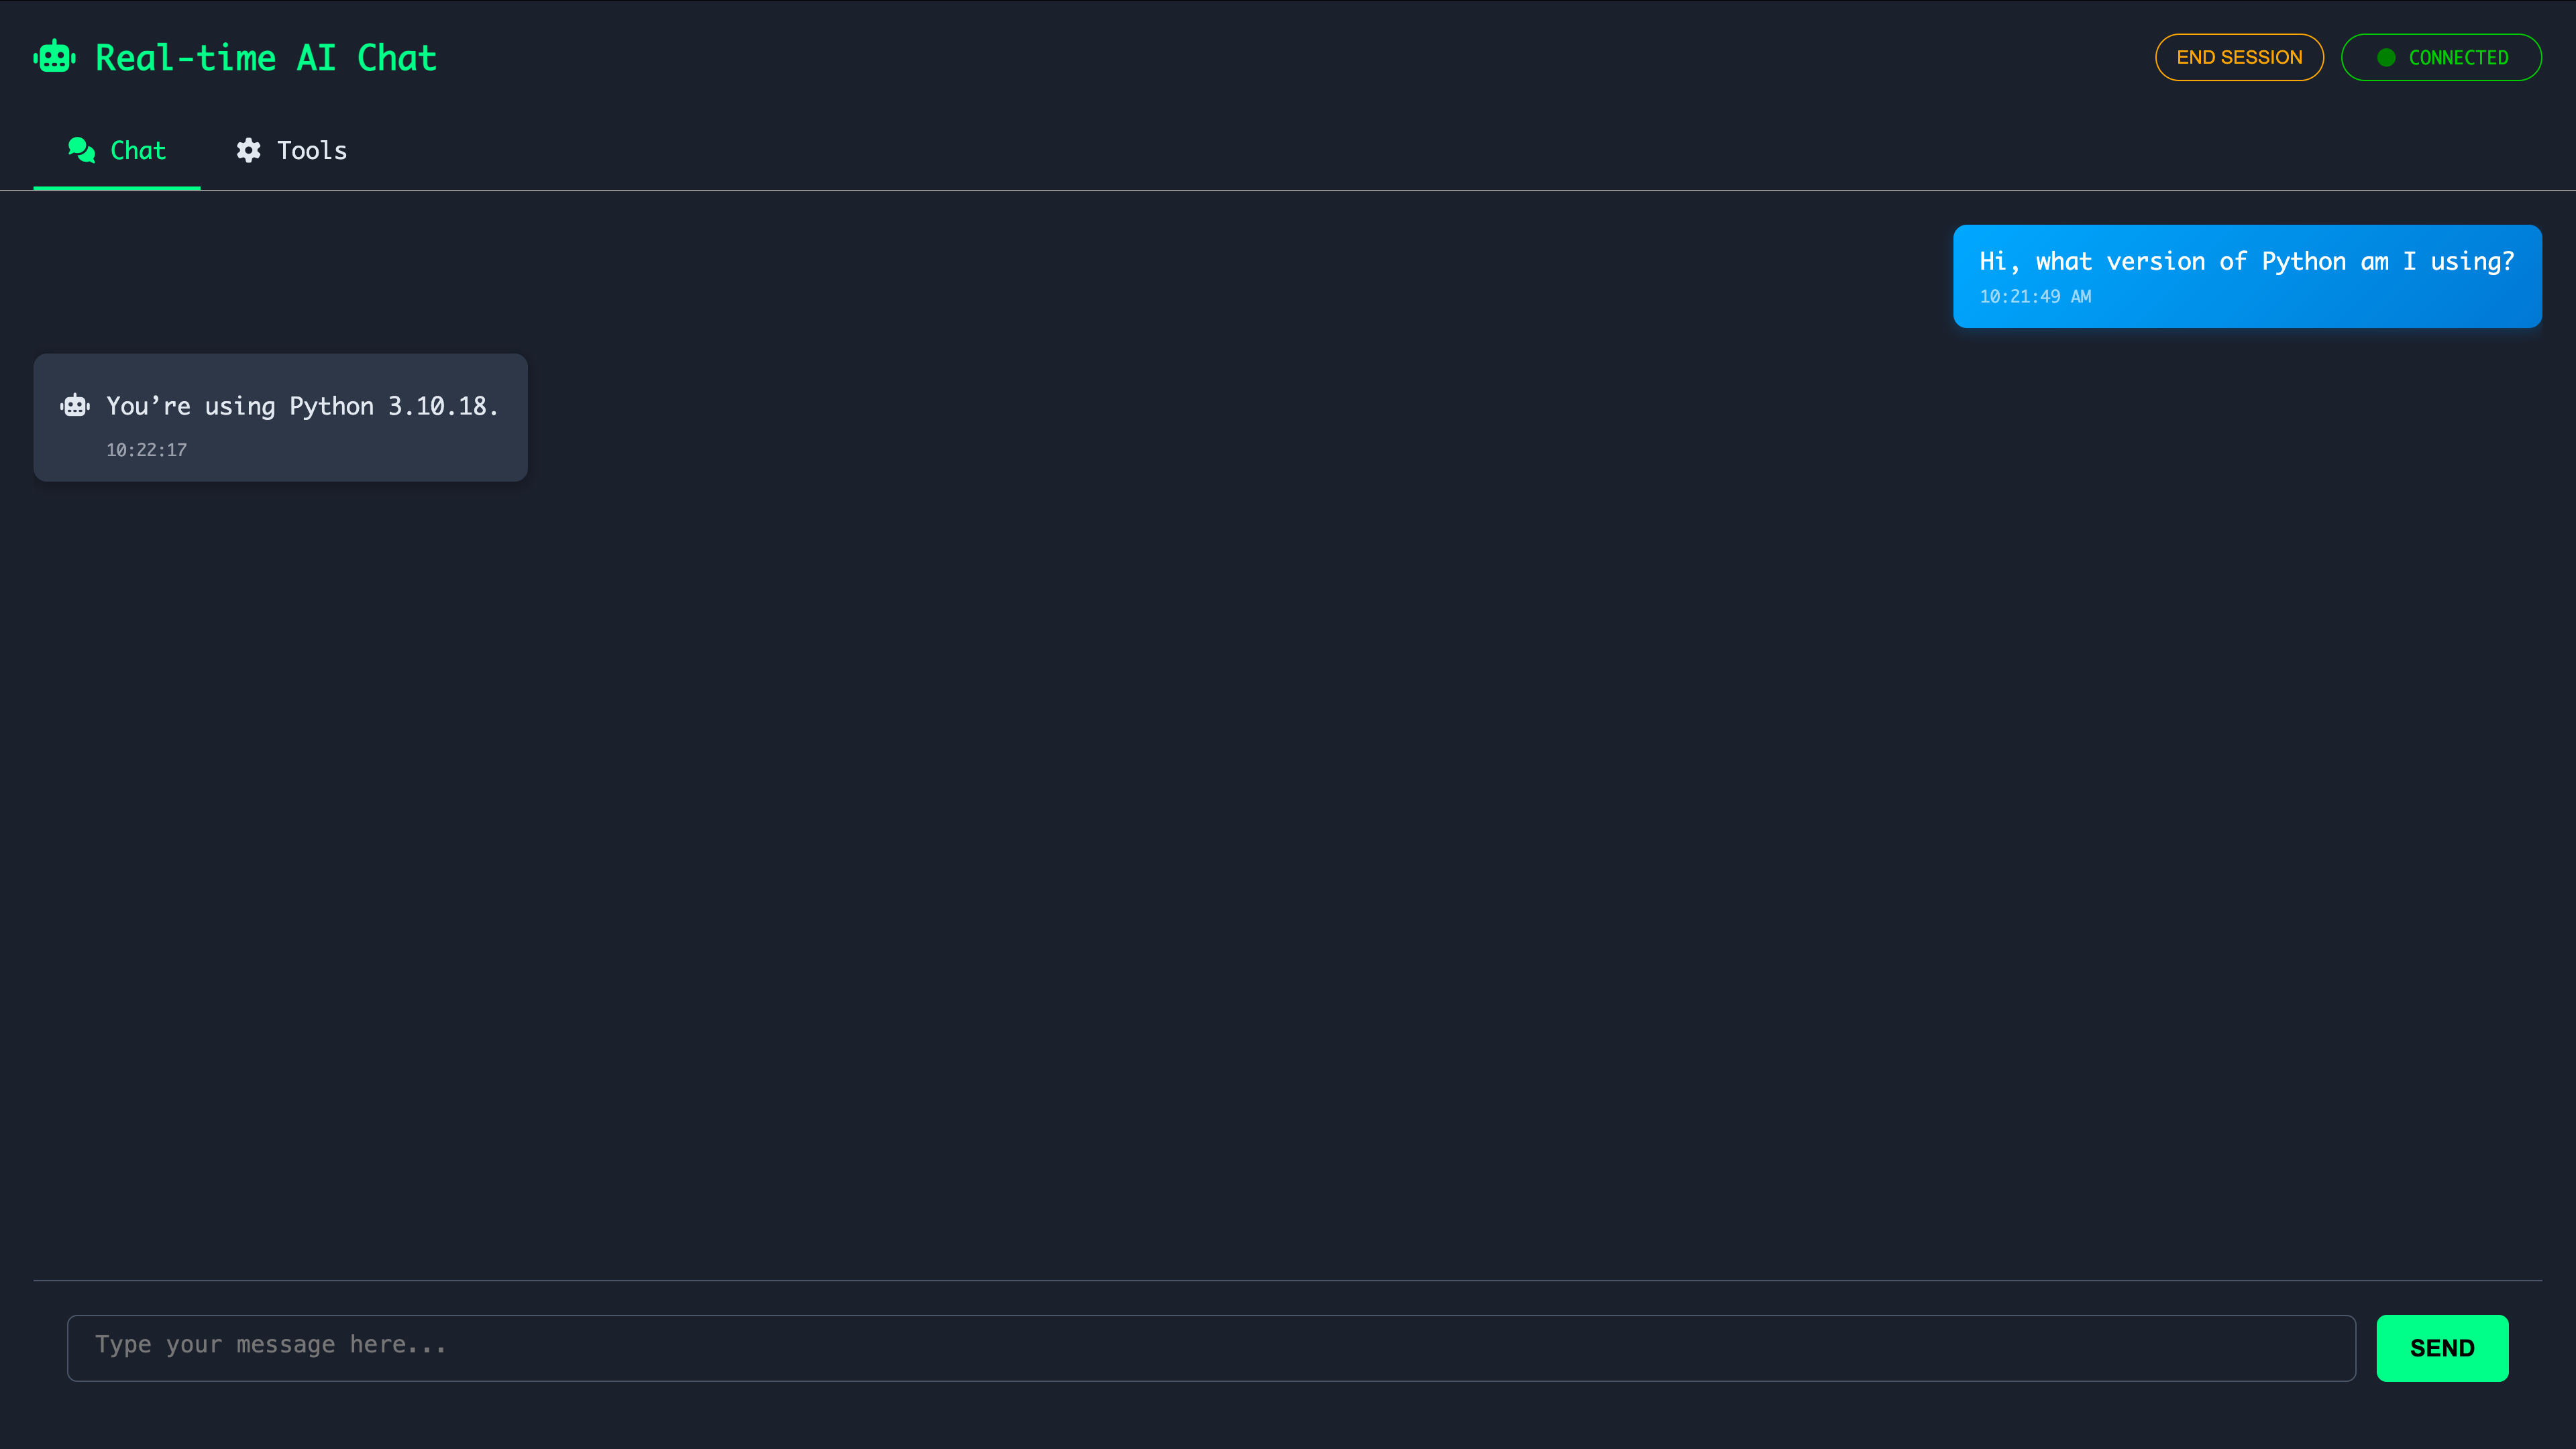 Real-time AI Chat
END SESSION
CONNECTED
Chat
Tools
Hi, what version of Python am I using?
10:21:49 AM
You’re using Python 3.10.18.
10:22:17
Type your message here...
SEND